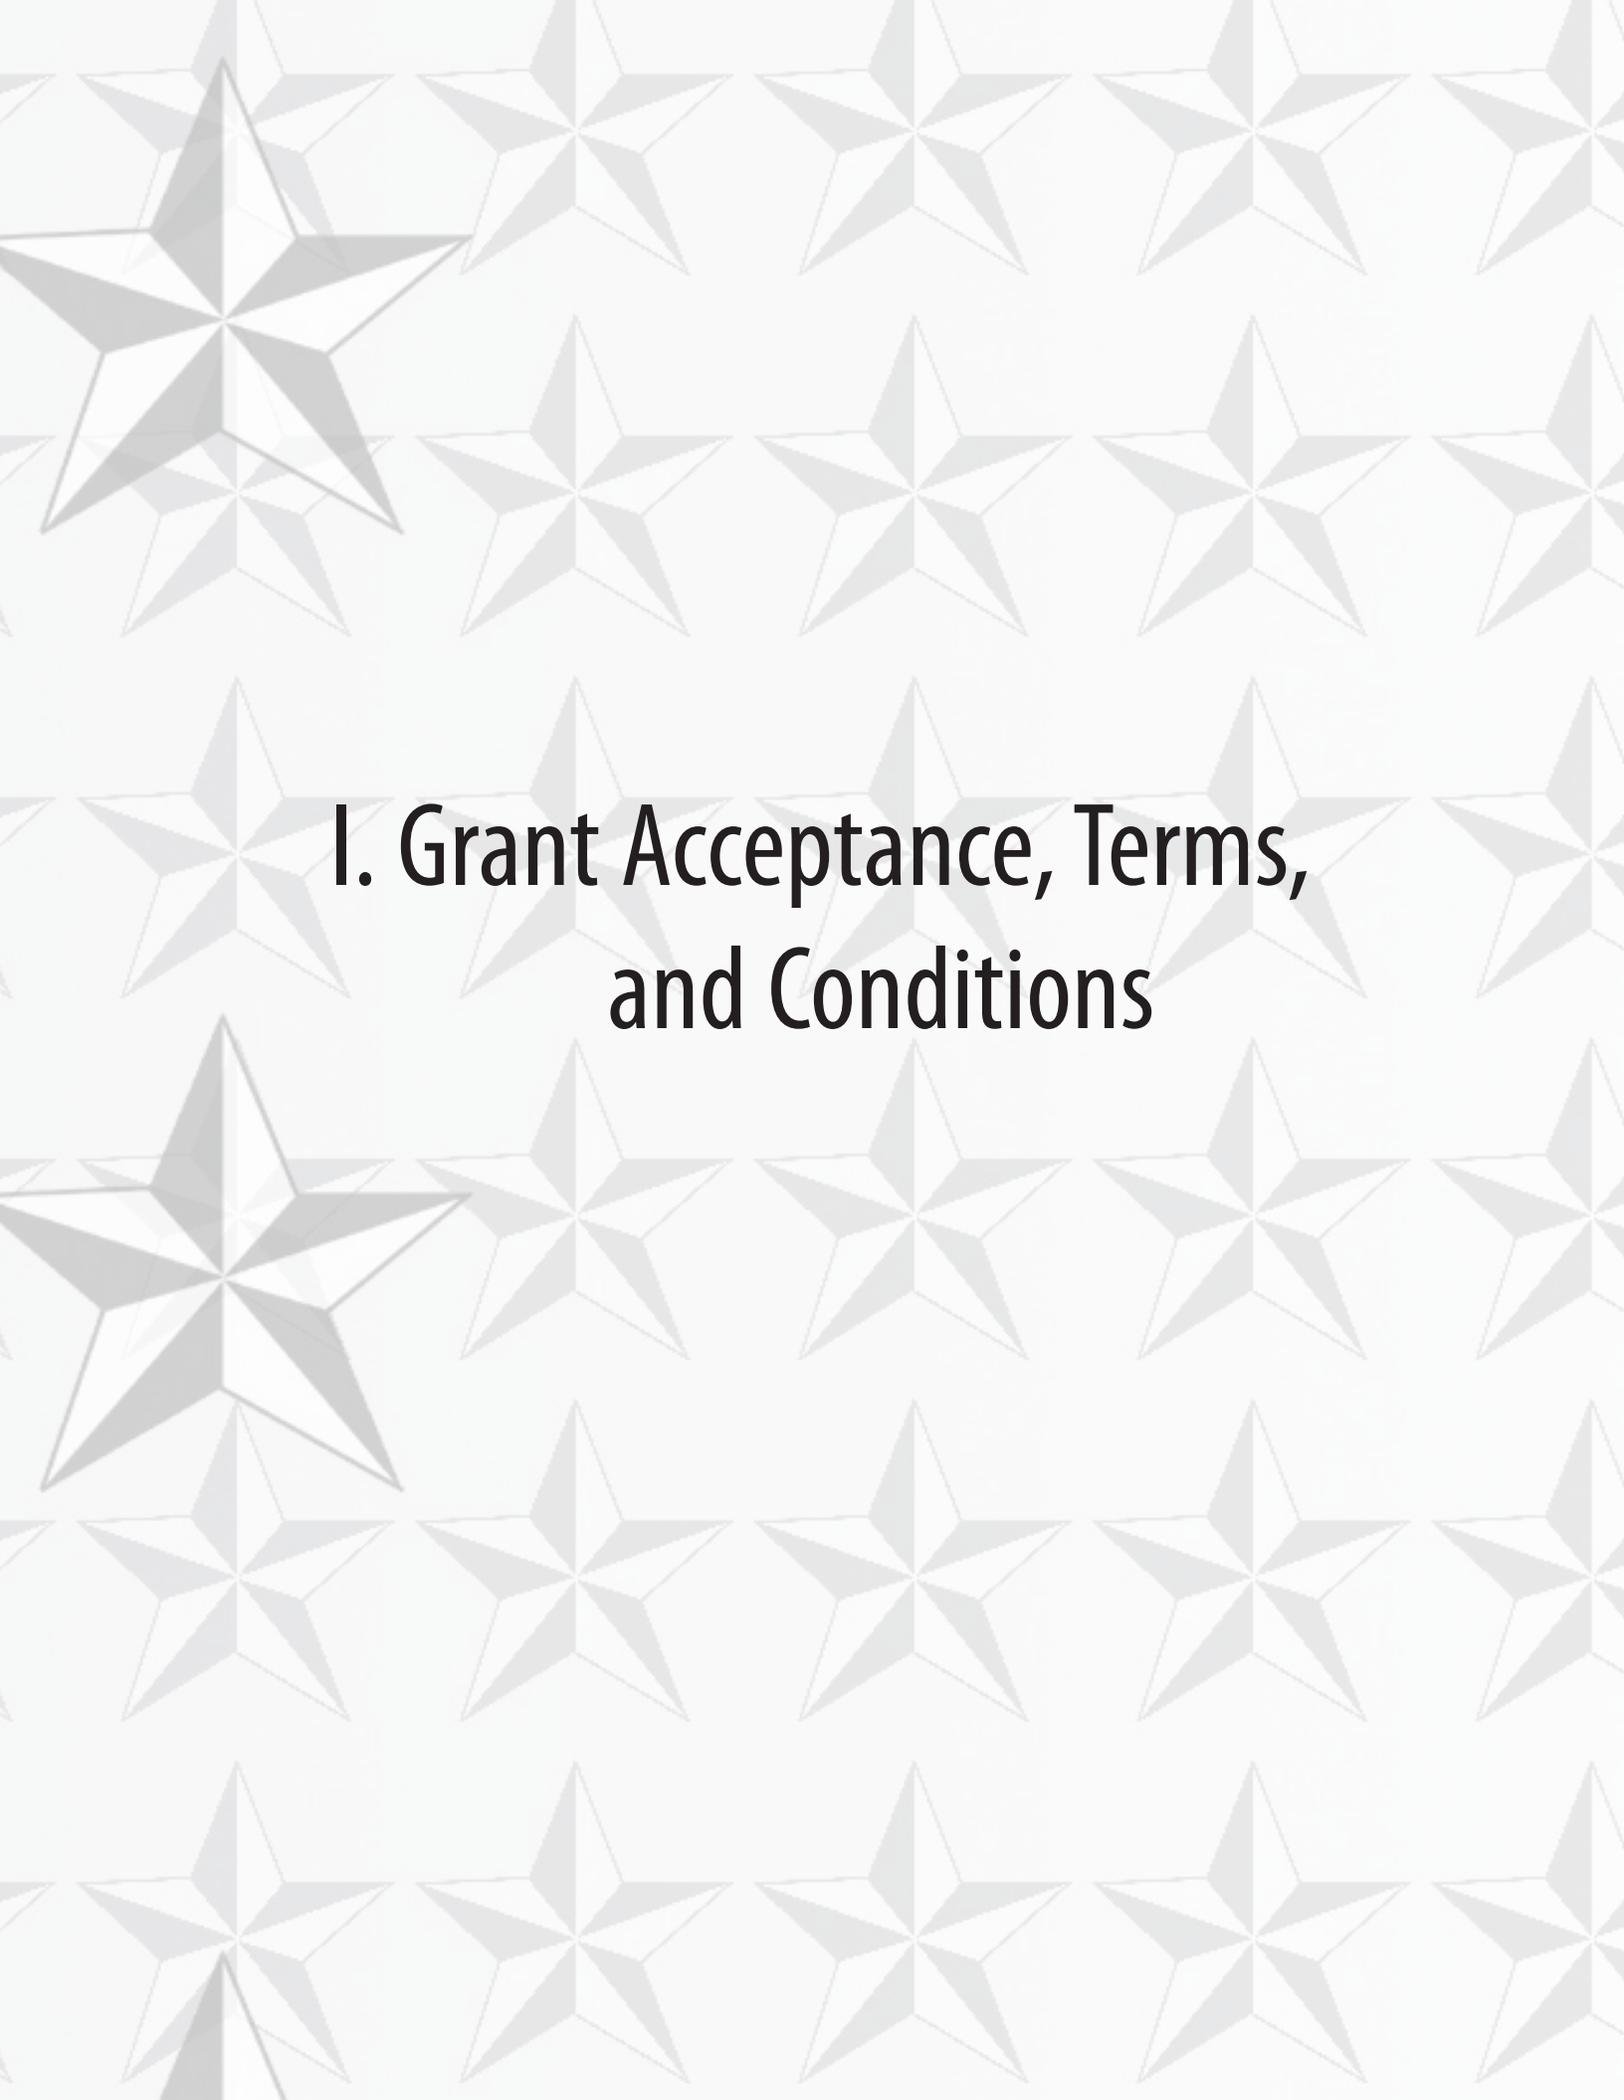 I. Grant Acceptance, Terms,
and Conditions